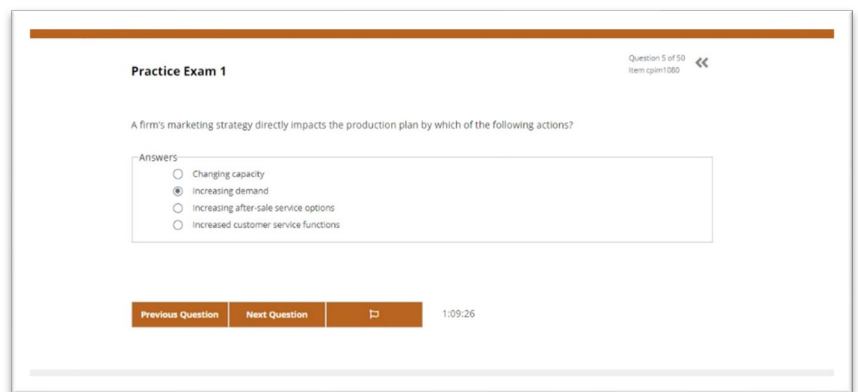 Practice Exam 1
Question 5 of 50
Item cpim1080
A firm's marketing strategy directly impacts the production plan by which of the following actions?
Answers
Changing capacity
Increasing demand
Increasing after-sale service options
Increased customer service functions
Previous Question
Next Question
1:09:26